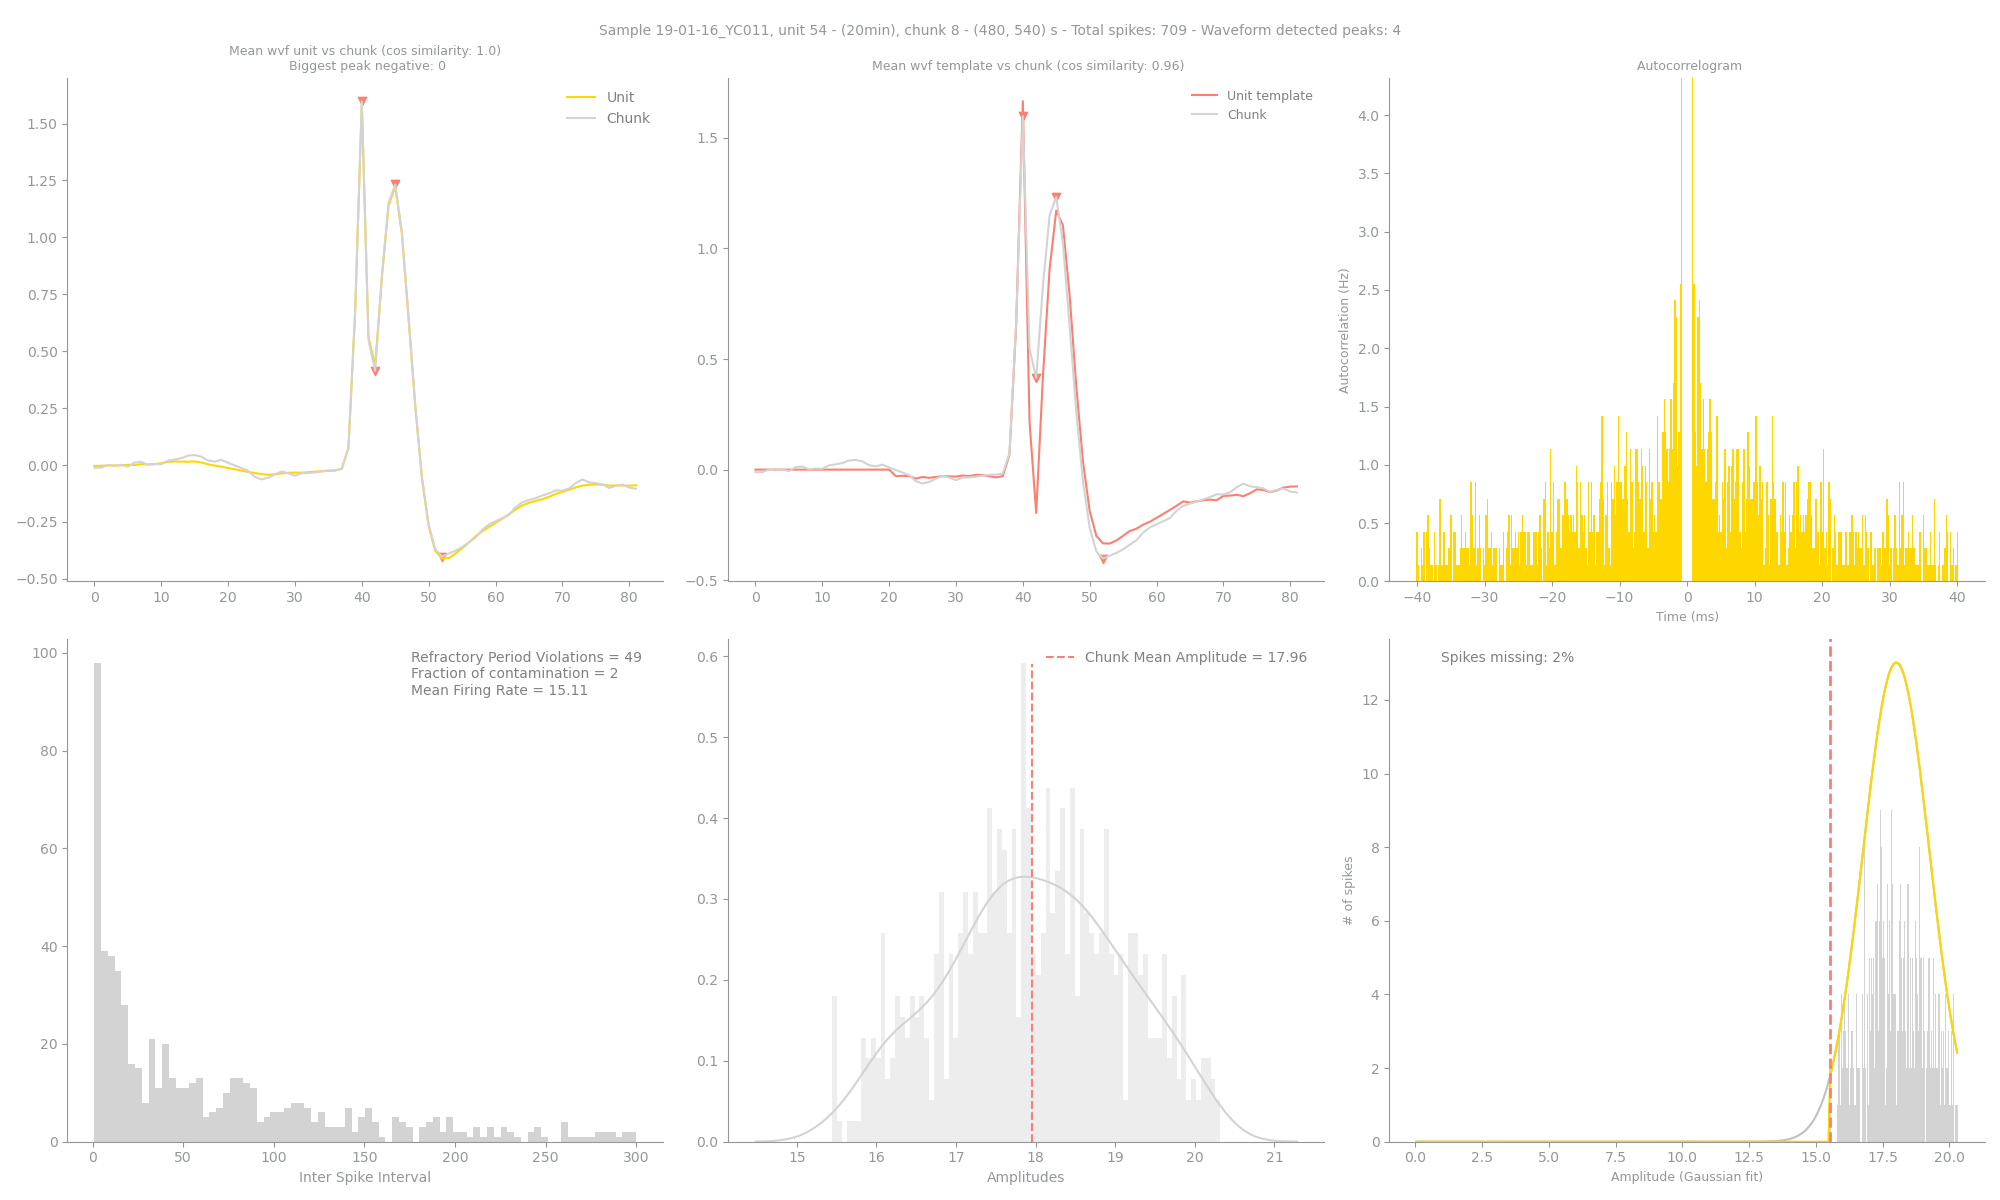 Sample 19-01-16_YC011, unit 54 - (20min), chunk 8 - (480, 540) s - Total spikes: 709 - Waveform detected peaks: 4
Mean wvf unit vs chunk (cos similarity: 1.0)
Biggest peak negative: 0
Unit
Chunk
1.50
1.25
1.00
0.75
0.50
0.25
0.00
−0.25
−0.50
0 10 20 30 40 50 60 70 80
Mean wvf template vs chunk (cos similarity: 0.96)
Unit template
Chunk
1.5
1.0
0.5
0.0
−0.5
0 10 20 30 40 50 60 70 80
Autocorrelogram
Autocorrelation (Hz)
4.0
3.5
3.0
2.5
2.0
1.5
1.0
0.5
0.0
−40 −30 −20 −10 0 10 20 30 40
Time (ms)
Refractory Period Violations = 49
Fraction of contamination = 2
Mean Firing Rate = 15.11
100
80
60
40
20
0
0 50 100 150 200 250 300
Inter Spike Interval
Chunk Mean Amplitude = 17.96
0.6
0.5
0.4
0.3
0.2
0.1
0.0
15 16 17 18 19 20 21
Amplitudes
Spikes missing: 2%
# of spikes
12
10
8
6
4
2
0
0.0 2.5 5.0 7.5 10.0 12.5 15.0 17.5 20.0
Amplitude (Gaussian fit)